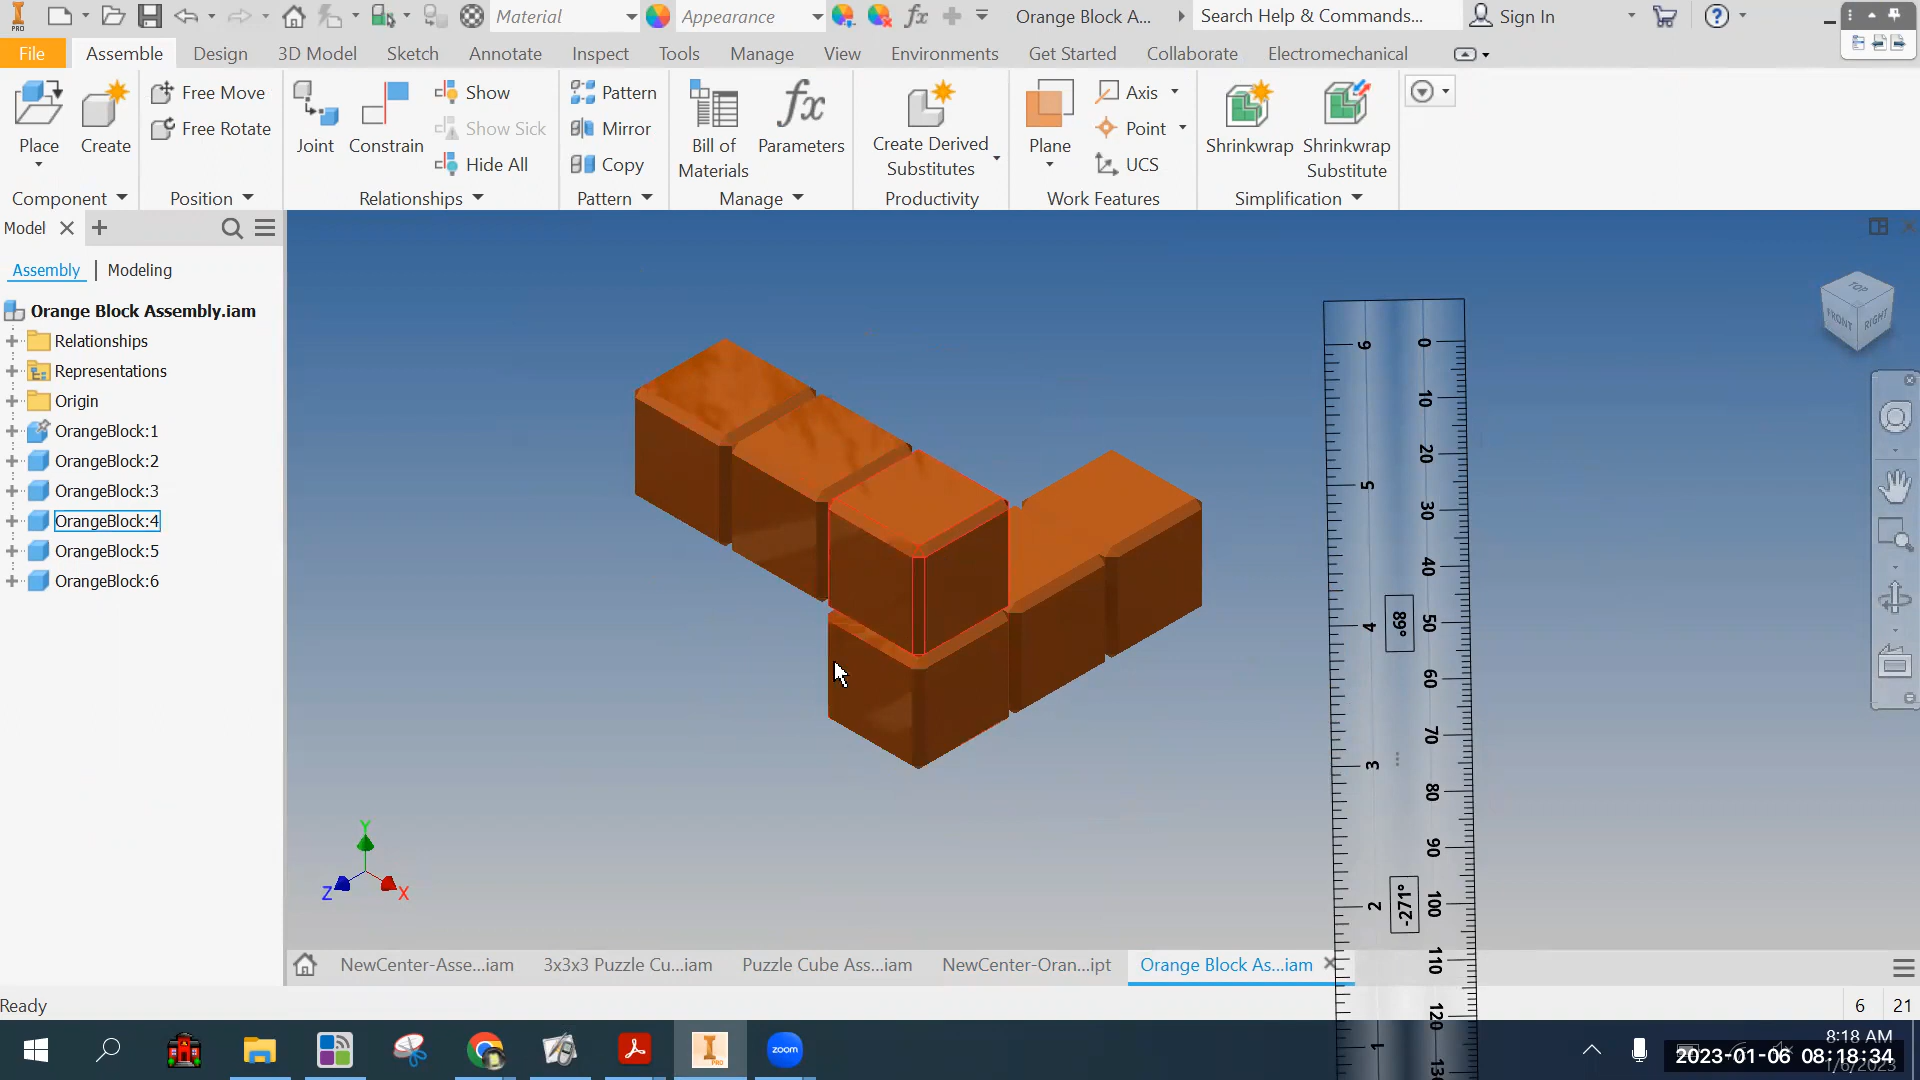 Material
Appearance
Orange Block A...
Search Help & Commands...
Sign In
File
Assemble
Design
3D Model
Sketch
Annotate
Inspect
Tools
Manage
View
Environments
Get Started
Collaborate
Electromechanical
Place
Create
Free Move
Free Rotate
Joint
Constrain
Show
Show Sick
Hide All
Pattern
Mirror
Copy
Bill of
Materials
Parameters
Create Derived
Substitutes
Plane
Axis
Point
UCS
Shrinkwrap
Shrinkwrap
Substitute
Component
Position
Relationships
Pattern
Manage
Productivity
Work Features
Simplification
Model
Assembly
Modeling
Orange Block Assembly.iam
Relationships
Representations
Origin
OrangeBlock:1
OrangeBlock:2
OrangeBlock:3
OrangeBlock:4
OrangeBlock:5
OrangeBlock:6
TOP
FRONT
RIGHT
6
5
4
3
2
1
0
10
20
30
40
50
60
70
80
90
100
110
120
130
89°
-271°
Y
Z
X
NewCenter-Asse...iam
3x3x3 Puzzle Cu...iam
Puzzle Cube Ass...iam
NewCenter-Oran...ipt
Orange Block As...iam
Ready
6
21
PRO
zoom
8:18 AM
2023-01-06 08:18:34